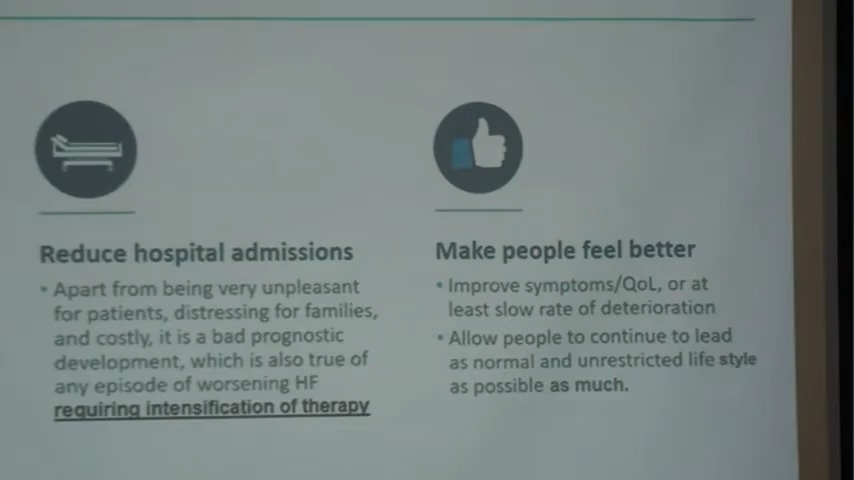 Reduce hospital admissions
• Apart from being very unpleasant
for patients, distressing for families,
and costly, it is a bad prognostic
development, which is also true of
any episode of worsening HF
requiring intensification of therapy
Make people feel better
• Improve symptoms/QoL, or at
least slow rate of deterioration
• Allow people to continue to lead
as normal and unrestricted life style
as possible as much.